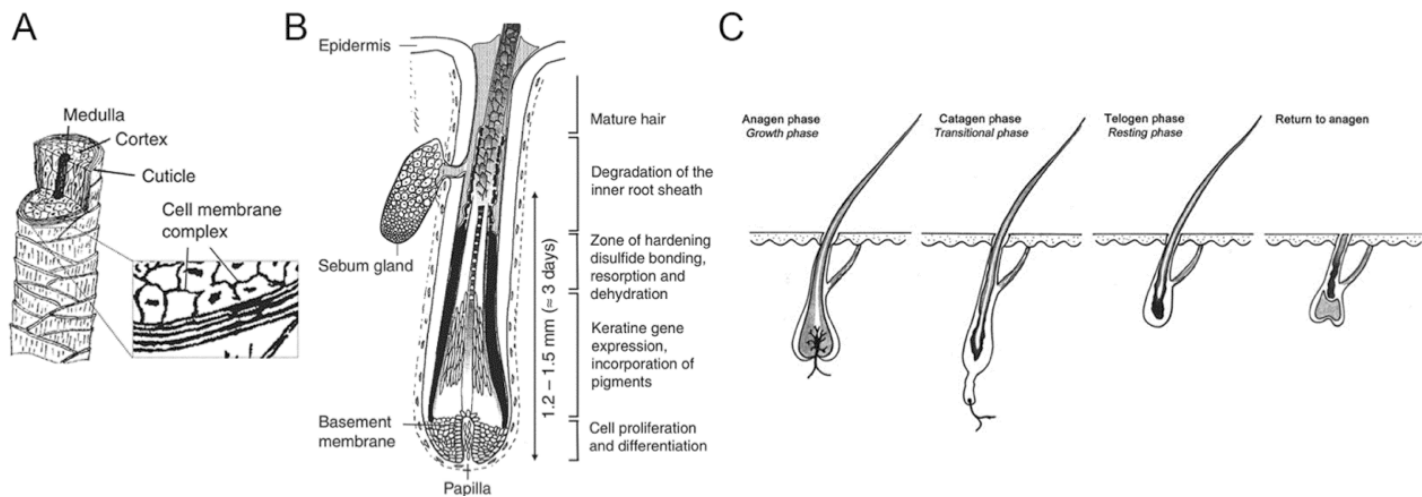 A
Medulla
Cortex
Cuticle
Cell membrane
complex
B
Epidermis
Sebum gland
Basement
membrane
Papilla
1.2 – 1.5 mm (≈ 3 days)
Mature hair
Degradation of the
inner root sheath
Zone of hardening
disulfide bonding,
resorption and
dehydration
Keratine gene
expression,
incorporation of
pigments
Cell proliferation
and differentiation
C
Anagen phase
Growth phase
Catagen phase
Transitional phase
Telogen phase
Resting phase
Return to anagen